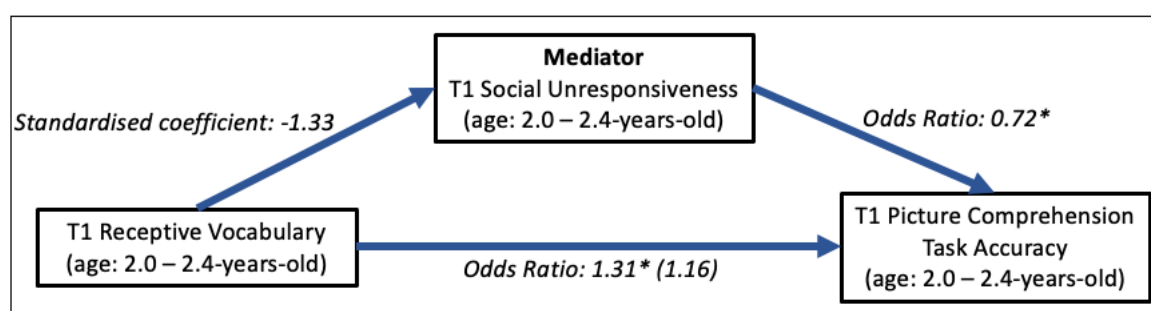 Mediator
T1 Social Unresponsiveness
(age: 2.0 – 2.4-years-old)
Standardised coefficient: -1.33
Odds Ratio: 0.72*
T1 Receptive Vocabulary
(age: 2.0 – 2.4-years-old)
Odds Ratio: 1.31* (1.16)
T1 Picture Comprehension
Task Accuracy
(age: 2.0 – 2.4-years-old)